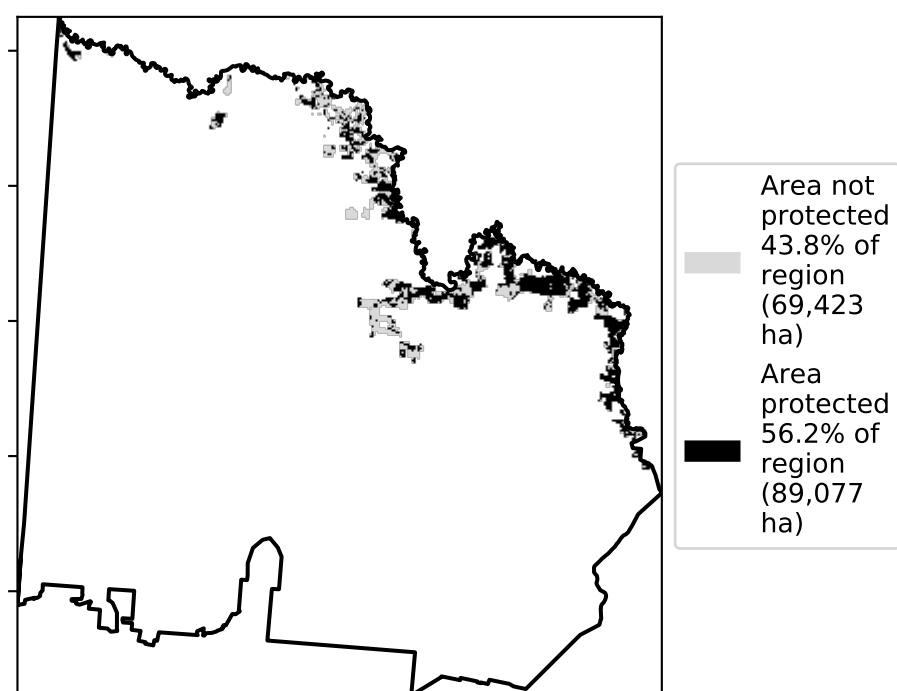 Area not
protected
43.8% of
region
(69,423
ha)
Area
protected
56.2% of
region
(89,077
ha)